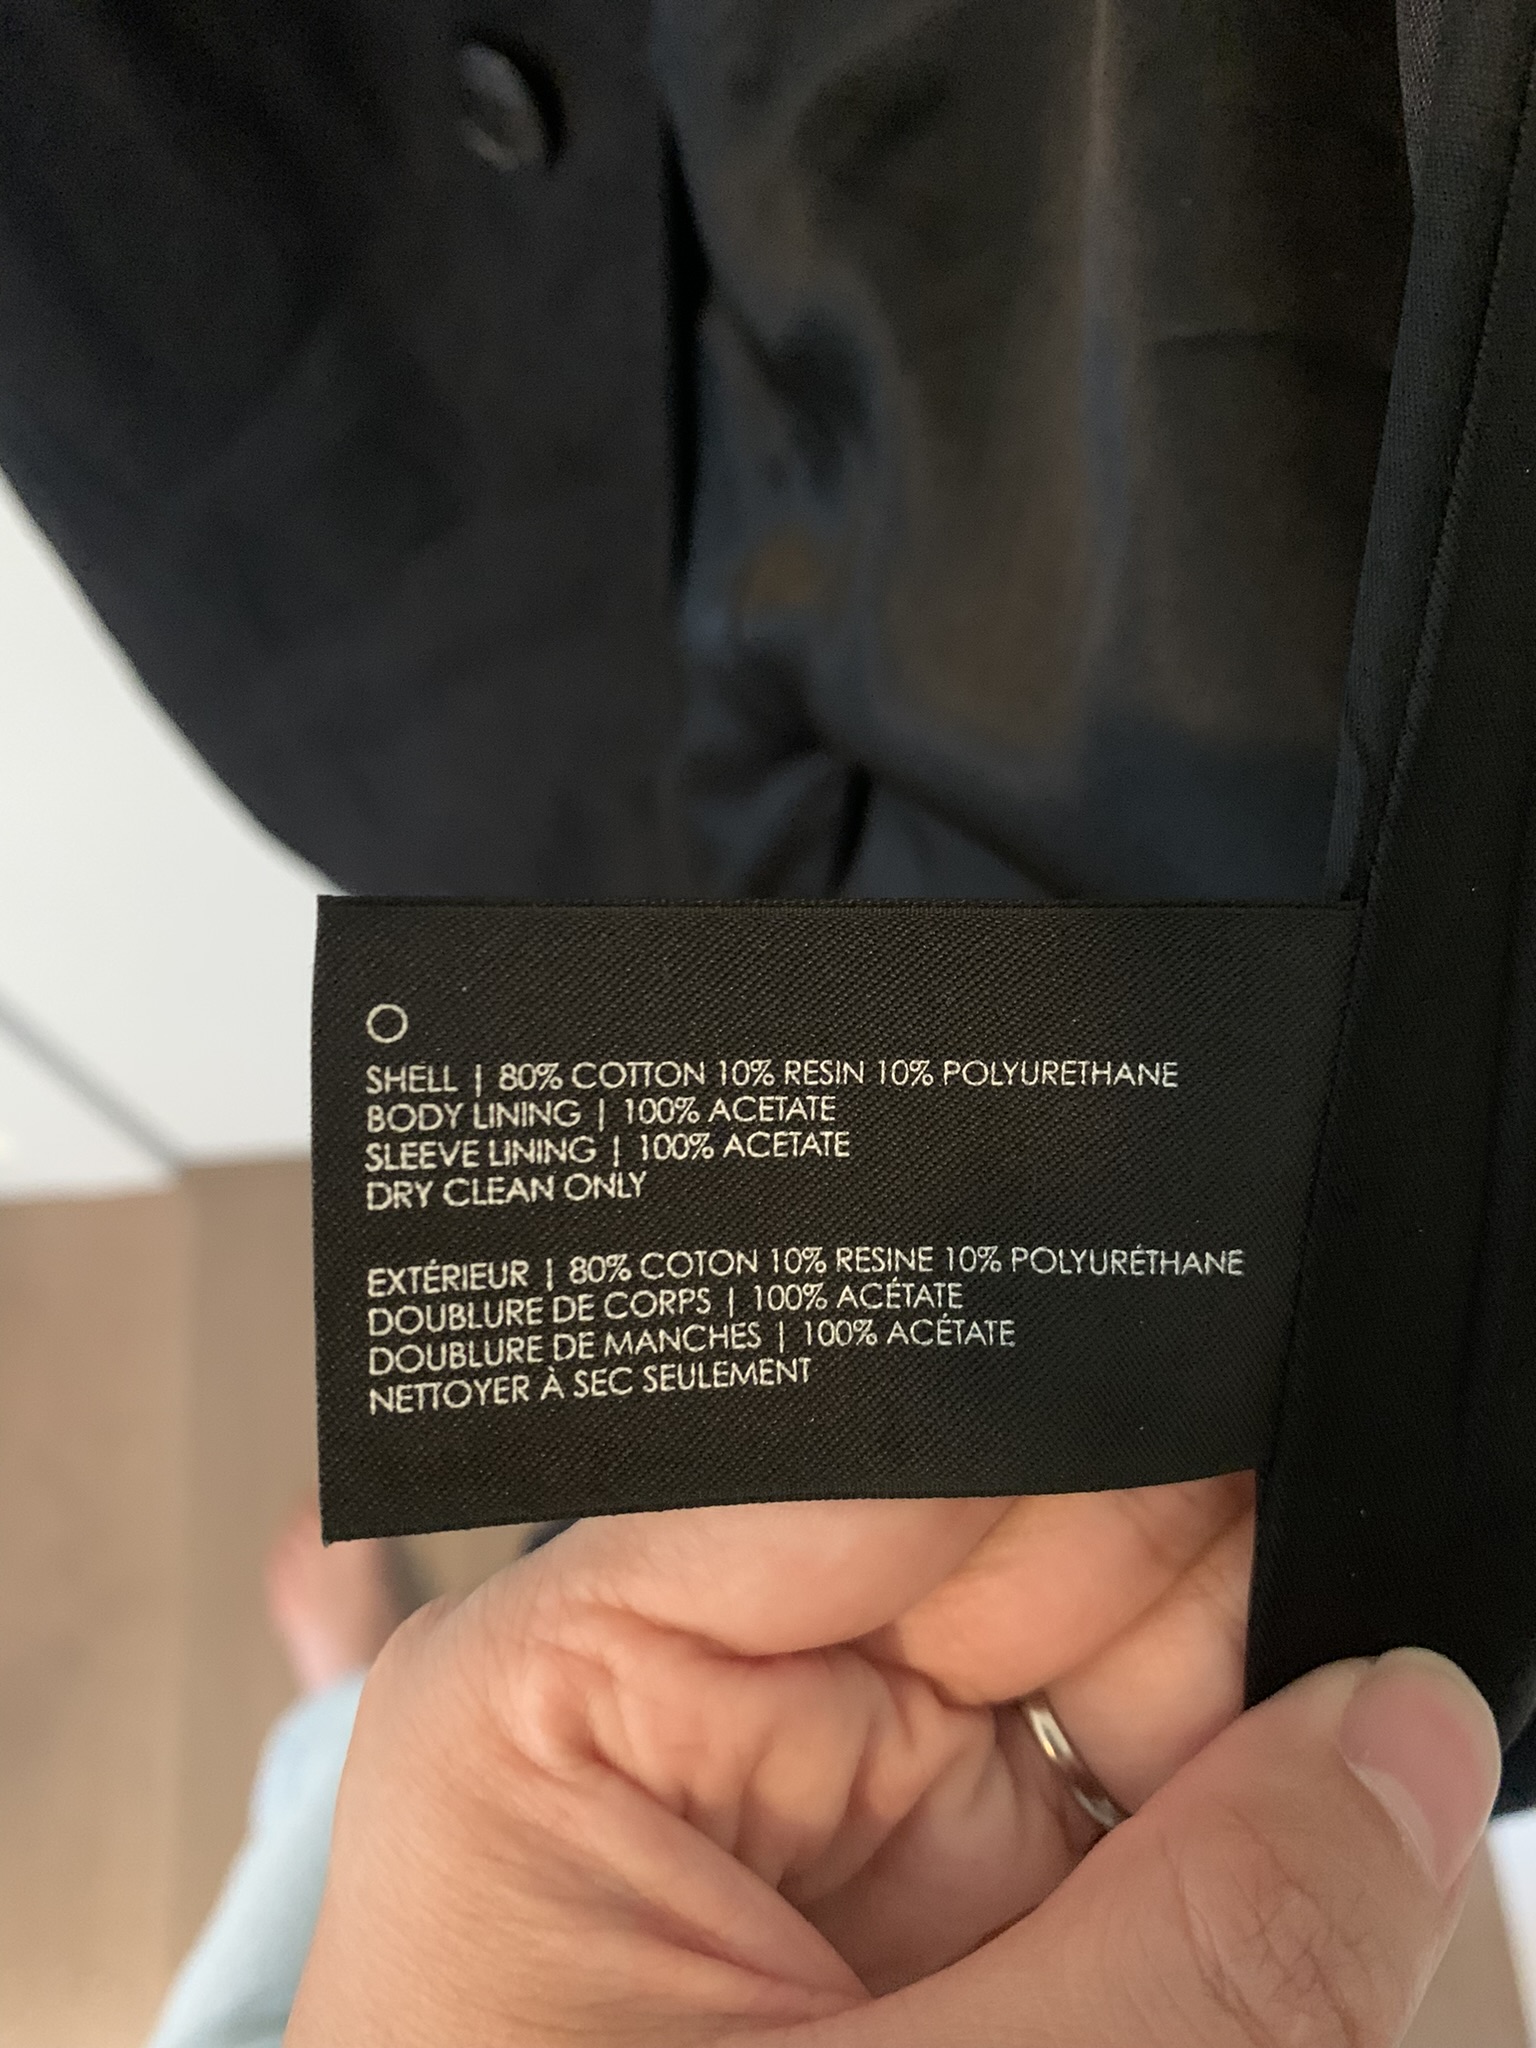 O
SHELL | 80% COTTON 10% RESIN 10% POLYURETHANE
BODY LINING | 100% ACETATE
SLEEVE LINING | 100% ACETATE
DRY CLEAN ONLY
EXTÉRIEUR | 80% COTON 10% RESINE 10% POLYURÉTHANE
DOUBLURE DE CORPS | 100% ACÉTATE
DOUBLURE DE MANCHES | 100% ACÉTATE
NETTOYER À SEC SEULEMENT